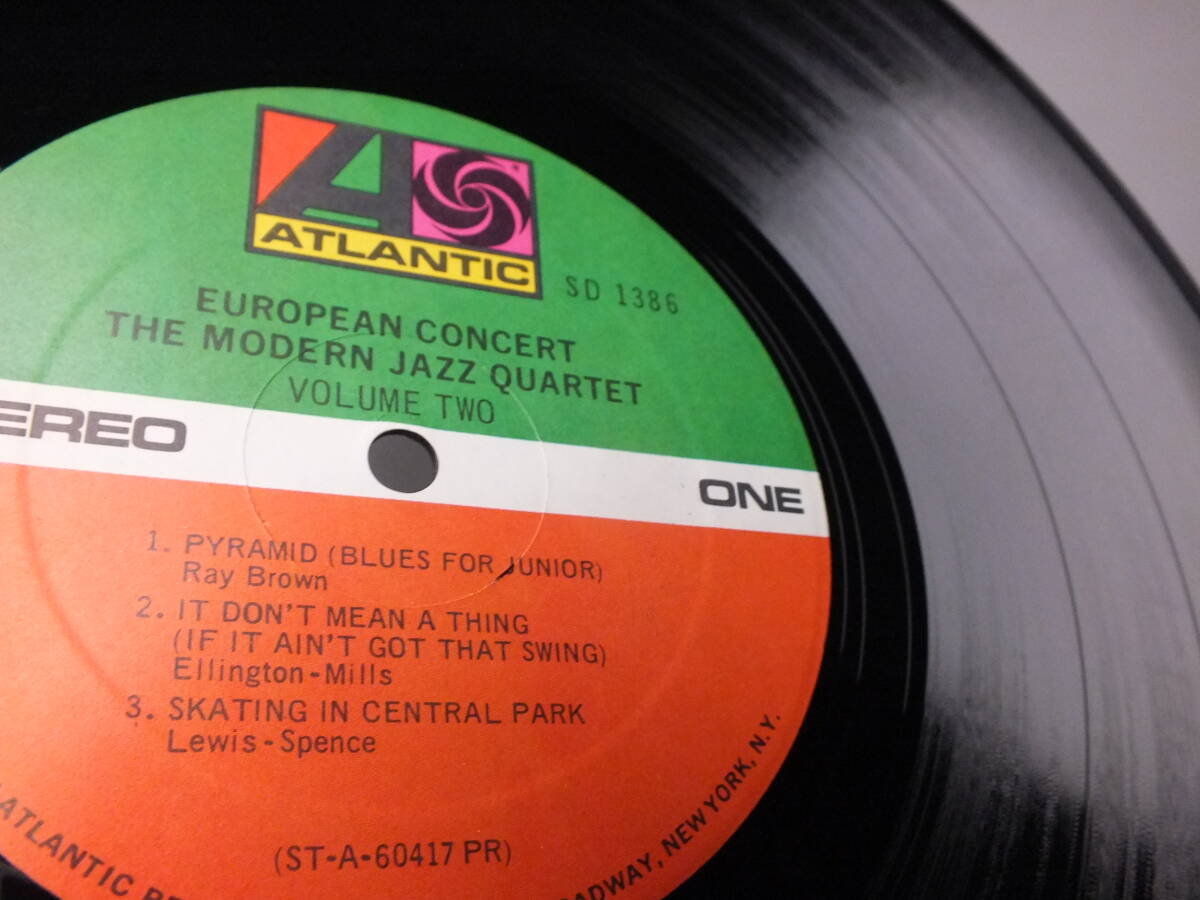 ATLANTIC
SD 1386
EUROPEAN CONCERT
THE MODERN JAZZ QUARTET
VOLUME TWO
EREO
ONE
1. PYRAMID (BLUES FOR JUNIOR)
Ray Brown
2. IT DON'T MEAN A THING
(IF IT AIN'T GOT THAT SWING)
Ellington-Mills
3. SKATING IN CENTRAL PARK
Lewis-Spence
(ST-A-60417 PR)
ATLANTIC RE
ADWAY, NEW YORK, N.Y.